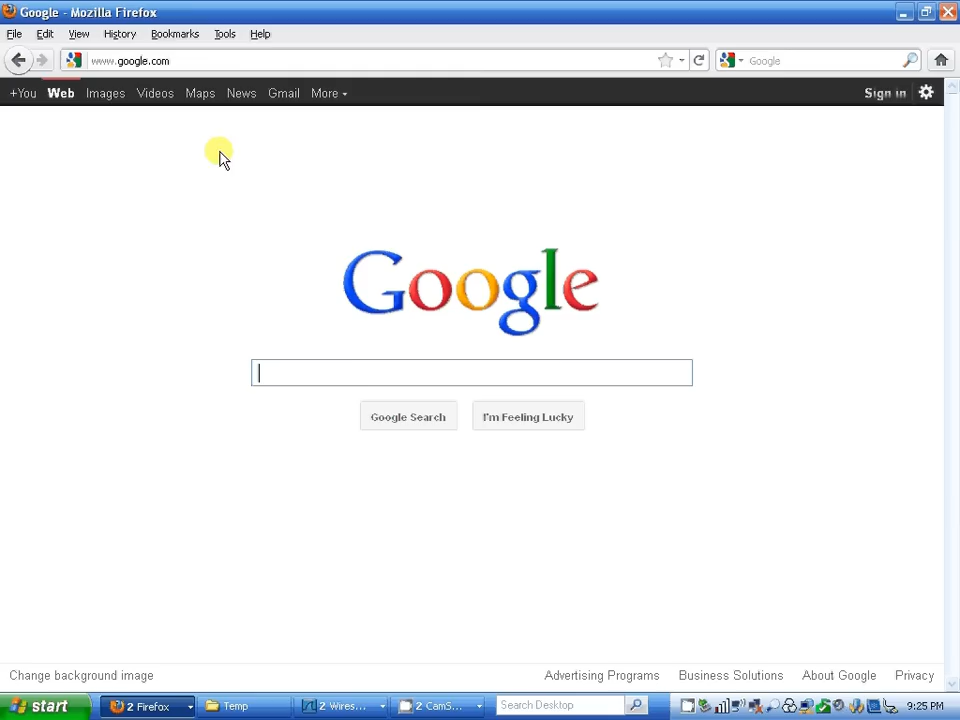 Google - Mozilla Firefox
File Edit View History Bookmarks Tools Help
www.google.com Google
+You Web Images Videos Maps News Gmail More Sign in
Google
Google Search I'm Feeling Lucky
Change background image Advertising Programs Business Solutions About Google Privacy
start 2 Firefox Temp 2 Wires... 2 CamS... Search Desktop 9:25 PM